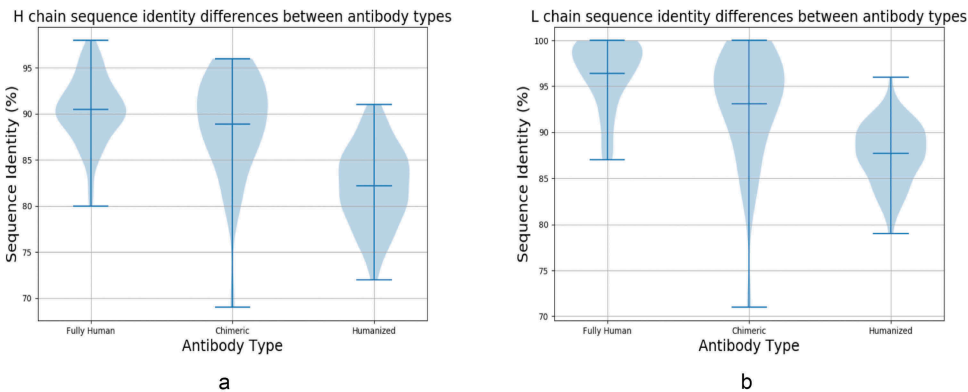 H chain sequence identity differences between antibody types
Sequence Identity (%)
95
90
85
80
75
70
Fully Human Chimeric Humanized
Antibody Type
a
L chain sequence identity differences between antibody types
Sequence Identity (%)
100
95
90
85
80
75
70
Fully Human Chimeric Humanized
Antibody Type
b